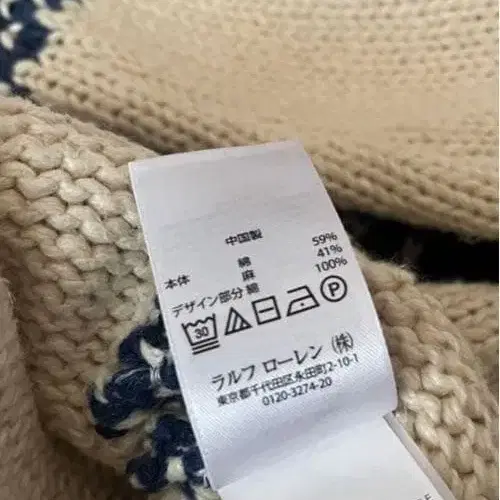 中国製
本体 綿 59%
麻 41%
デザイン部分 綿 100%
30 P
ラルフ ローレン（株）
東京都千代田区永田町2-10-1
0120-3274-20